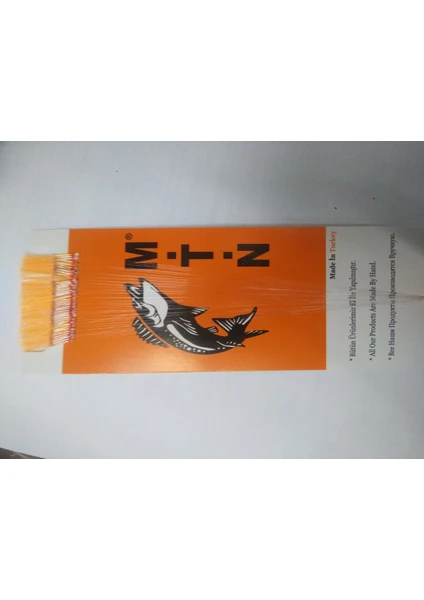 M®
T
N
Made In Turkey
* Bütün Ürünlerimiz El İle Yapılmıştır.
* All Our Products Are Made By Hand.
* Все Наши Продукты Производятся Вручную.